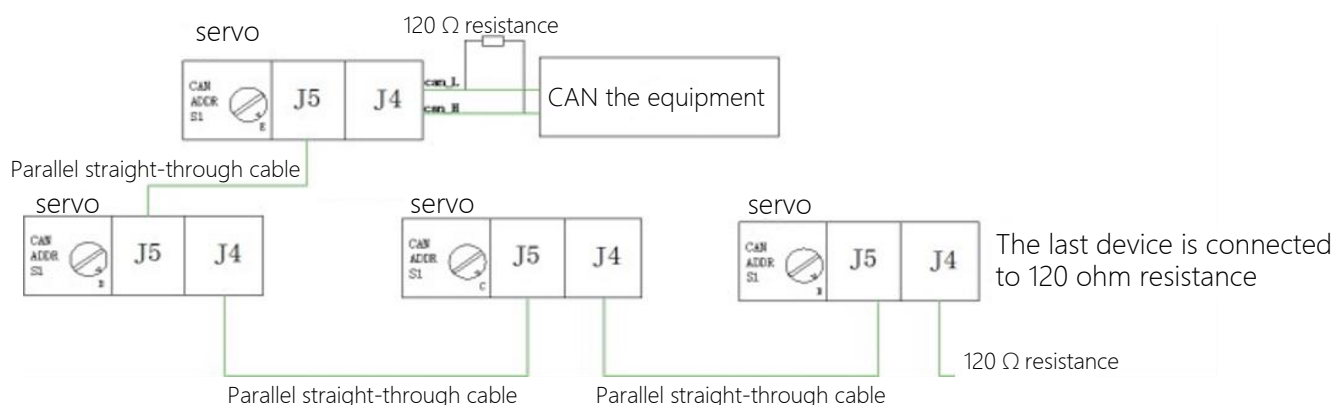 servo
120 Ω resistance
CAN
ADDR
S1
E
J5
J4
can_L
can_H
CAN the equipment
Parallel straight-through cable
servo
CAN
ADDR
S1
J5
J4
servo
CAN
ADDR
S1
C
J5
J4
servo
CAN
ADDR
S1
J5
J4
The last device is connected
to 120 ohm resistance
120 Ω resistance
Parallel straight-through cable
Parallel straight-through cable